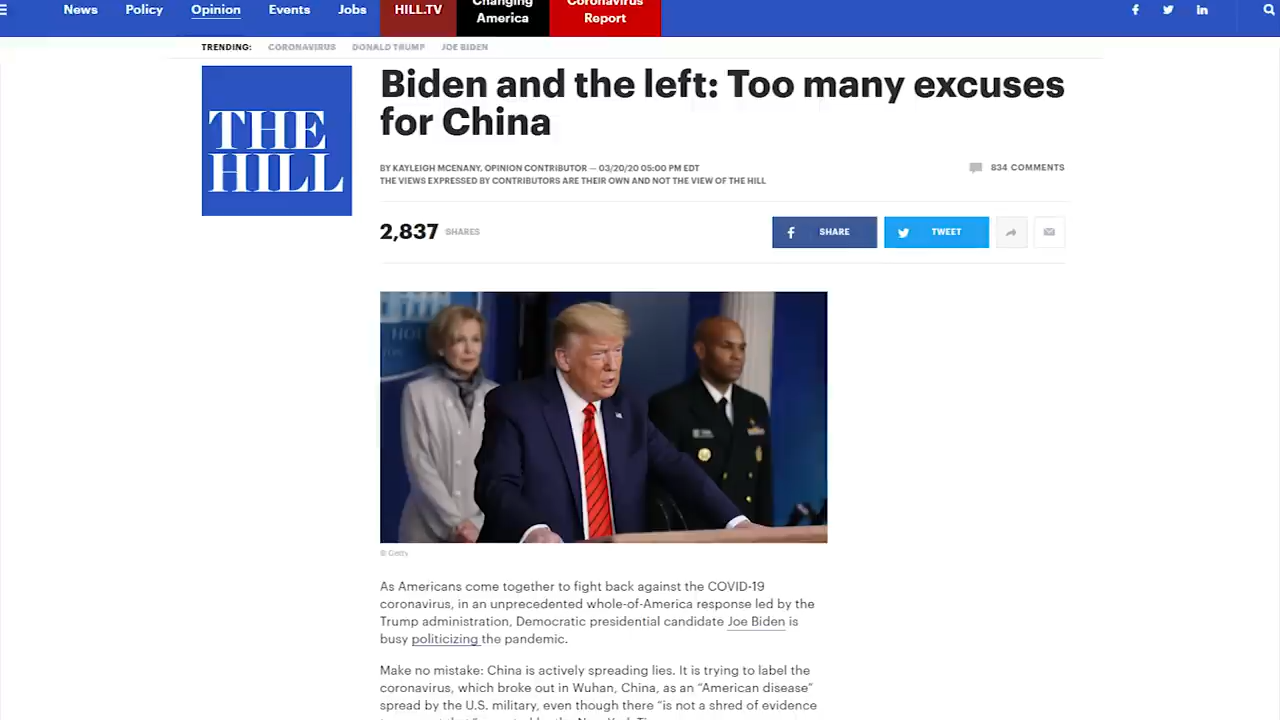 News Policy Opinion Events Jobs HILL.TV Changing America Coronavirus Report
TRENDING: CORONAVIRUS DONALD TRUMP JOE BIDEN
THE HILL
Biden and the left: Too many excuses
for China
BY KAYLEIGH MCENANY, OPINION CONTRIBUTOR — 03/20/20 05:00 PM EDT
834 COMMENTS
THE VIEWS EXPRESSED BY CONTRIBUTORS ARE THEIR OWN AND NOT THE VIEW OF THE HILL
2,837 SHARES
SHARE TWEET
© Getty
As Americans come together to fight back against the COVID-19
coronavirus, in an unprecedented whole-of-America response led by the
Trump administration, Democratic presidential candidate Joe Biden is
busy politicizing the pandemic.
Make no mistake: China is actively spreading lies. It is trying to label the
coronavirus, which broke out in Wuhan, China, as an “American disease”
spread by the U.S. military, even though there “is not a shred of evidence